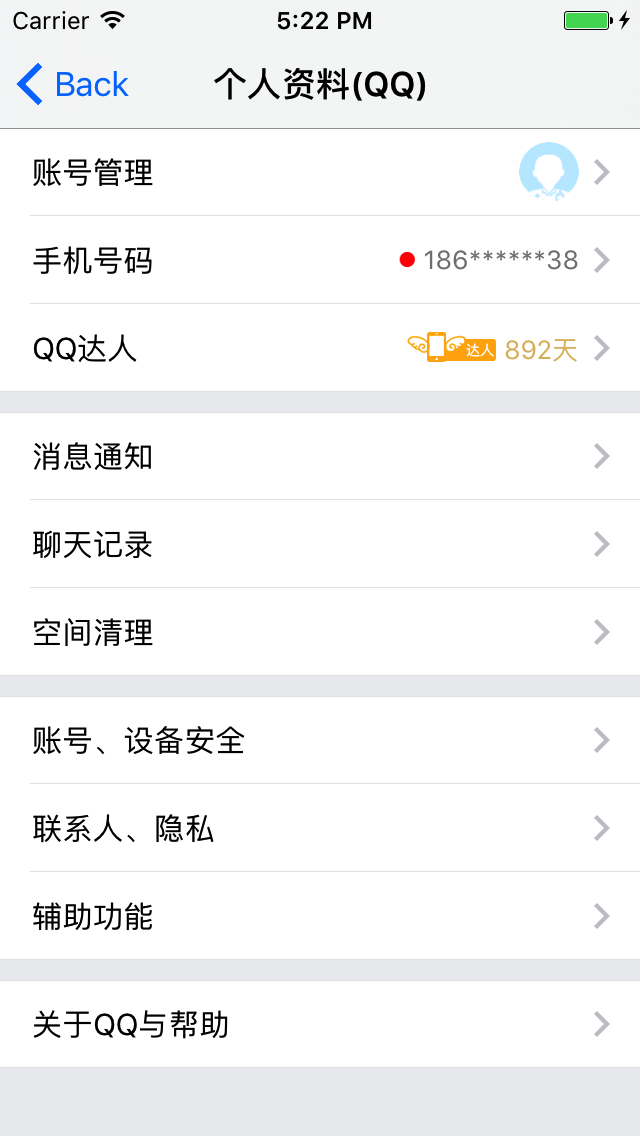 Carrier 5:22 PM
Back 个人资料(QQ)
账号管理
手机号码 186******38
QQ达人 达人 892天
消息通知
聊天记录
空间清理
账号、设备安全
联系人、隐私
辅助功能
关于QQ与帮助